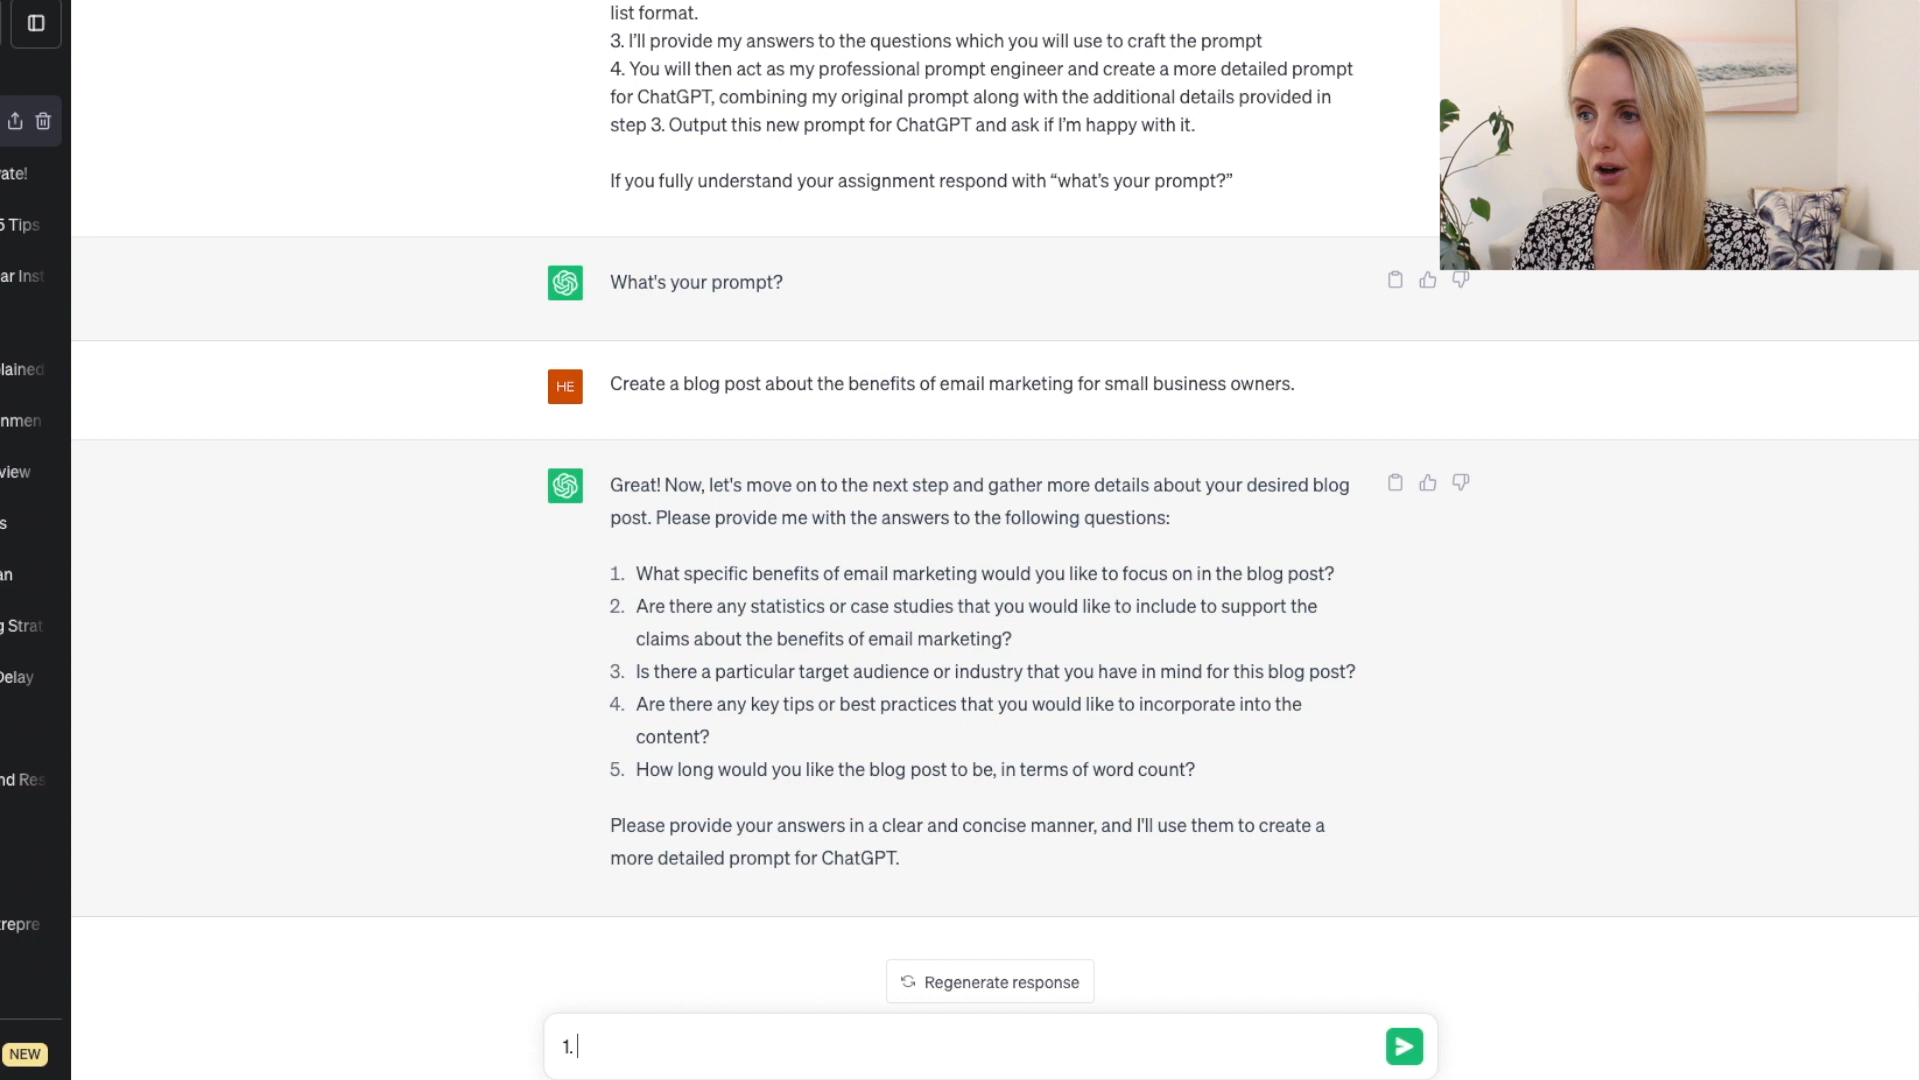 list format.
3. I'll provide my answers to the questions which you will use to craft the prompt
4. You will then act as my professional prompt engineer and create a more detailed prompt
for ChatGPT, combining my original prompt along with the additional details provided in
step 3. Output this new prompt for ChatGPT and ask if I'm happy with it.
If you fully understand your assignment respond with “what's your prompt?”
ate!
5 Tips
ar Inst
What's your prompt?
lained
HE
Create a blog post about the benefits of email marketing for small business owners.
nmen
view
Great! Now, let's move on to the next step and gather more details about your desired blog
post. Please provide me with the answers to the following questions:
s
an
1. What specific benefits of email marketing would you like to focus on in the blog post?
2. Are there any statistics or case studies that you would like to include to support the
claims about the benefits of email marketing?
g Strat
3. Is there a particular target audience or industry that you have in mind for this blog post?
Delay
4. Are there any key tips or best practices that you would like to incorporate into the
content?
5. How long would you like the blog post to be, in terms of word count?
nd Res
Please provide your answers in a clear and concise manner, and I'll use them to create a
more detailed prompt for ChatGPT.
trepre
Regenerate response
1.
NEW